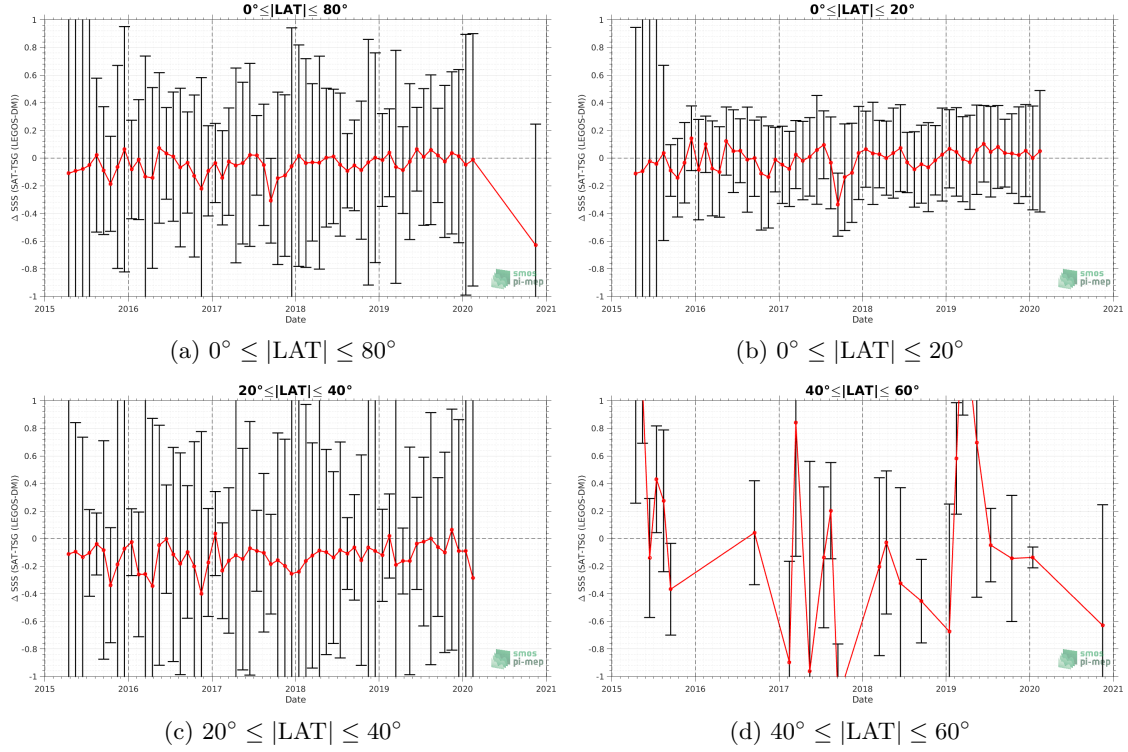 0°≤|LAT|≤ 80°
Δ SSS (SAT-TSG (LEGOS-DM))
1
0.8
0.6
0.4
0.2
0
-0.2
-0.4
-0.6
-0.8
-1
2015 2016 2017 2018 2019 2020 2021
Date
smos
pi-mep
(a) 0° ≤ |LAT| ≤ 80°
0°≤|LAT|≤ 20°
Δ SSS (SAT-TSG (LEGOS-DM))
1
0.8
0.6
0.4
0.2
0
-0.2
-0.4
-0.6
-0.8
-1
2015 2016 2017 2018 2019 2020 2021
Date
smos
pi-mep
(b) 0° ≤ |LAT| ≤ 20°
20°≤|LAT|≤ 40°
Δ SSS (SAT-TSG (LEGOS-DM))
1
0.8
0.6
0.4
0.2
0
-0.2
-0.4
-0.6
-0.8
-1
2015 2016 2017 2018 2019 2020 2021
Date
smos
pi-mep
(c) 20° ≤ |LAT| ≤ 40°
40°≤|LAT|≤ 60°
Δ SSS (SAT-TSG (LEGOS-DM))
1
0.8
0.6
0.4
0.2
0
-0.2
-0.4
-0.6
-0.8
-1
2015 2016 2017 2018 2019 2020 2021
Date
smos
pi-mep
(d) 40° ≤ |LAT| ≤ 60°